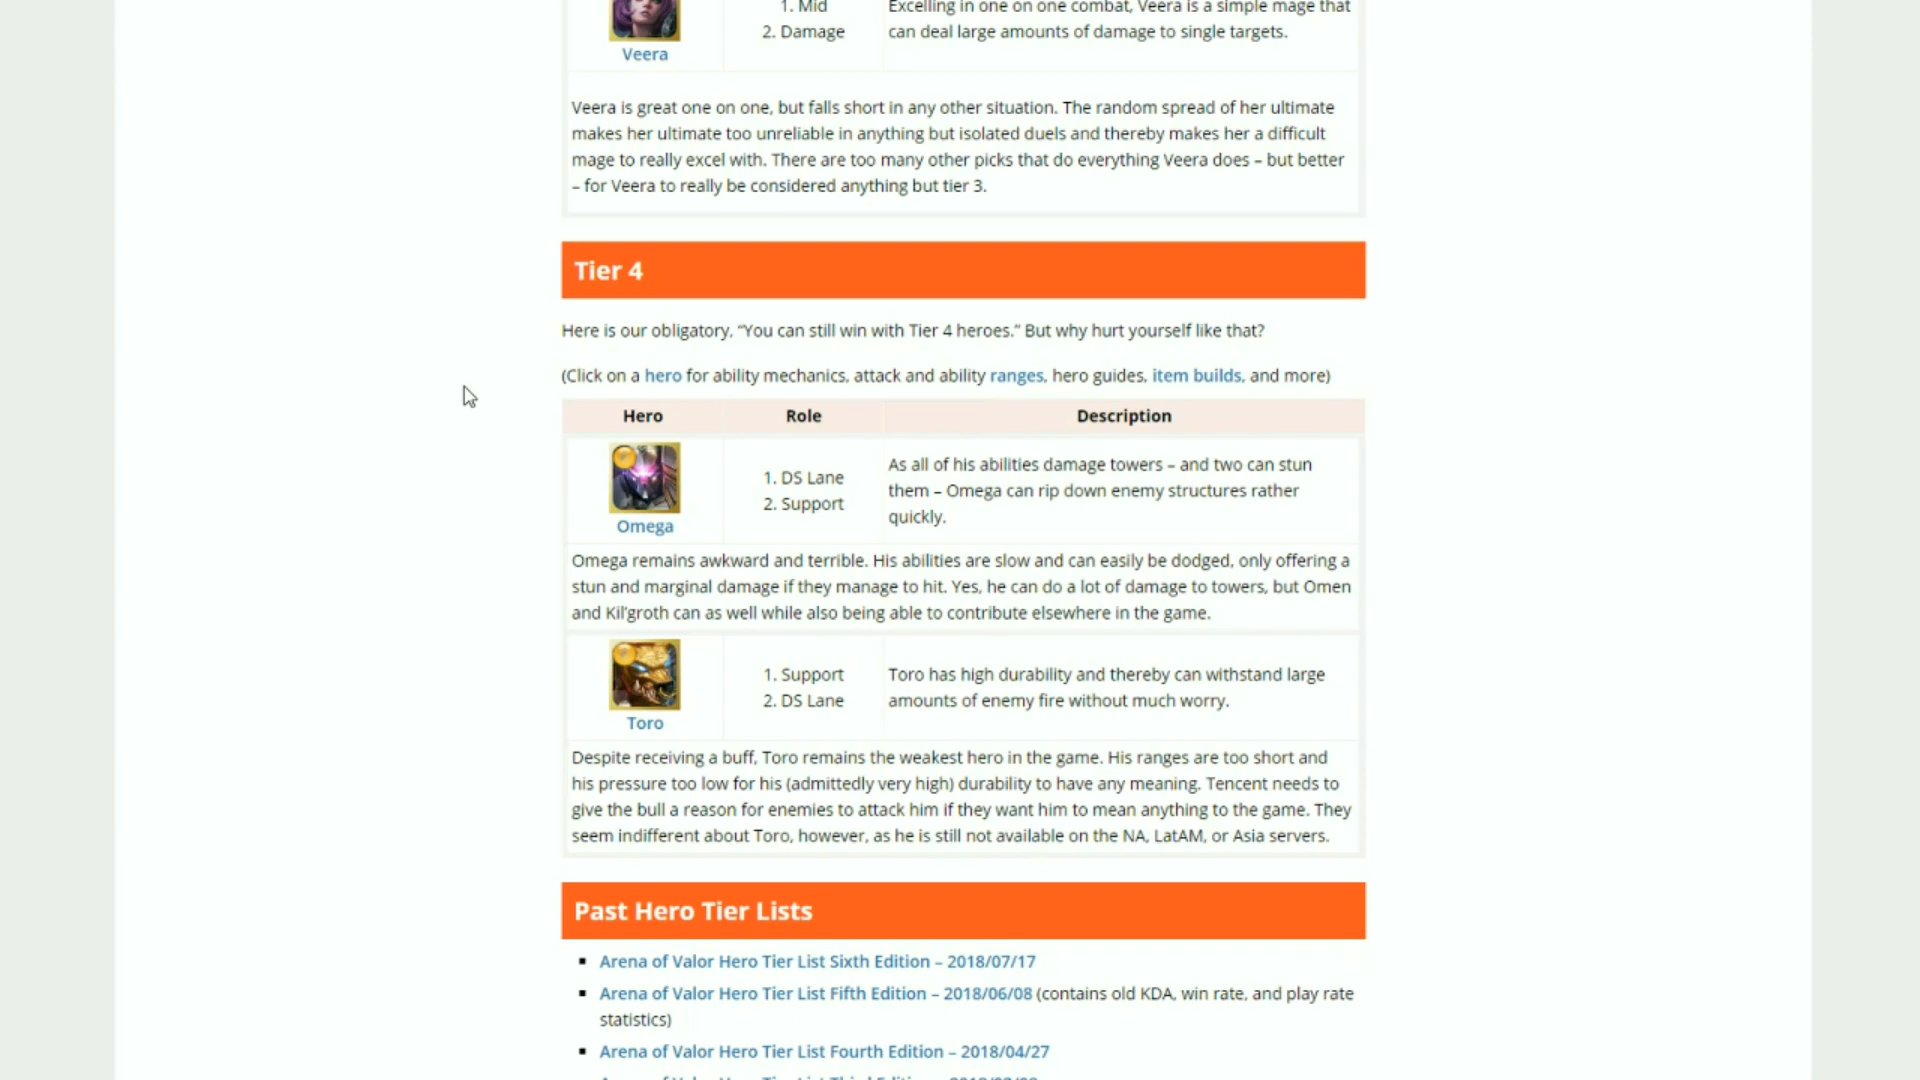 1. Mid
2. Damage
Excelling in one on one combat, Veera is a simple mage that
can deal large amounts of damage to single targets.
Veera
Veera is great one on one, but falls short in any other situation. The random spread of her ultimate
makes her ultimate too unreliable in anything but isolated duels and thereby makes her a difficult
mage to really excel with. There are too many other picks that do everything Veera does – but better
– for Veera to really be considered anything but tier 3.
Tier 4
Here is our obligatory, “You can still win with Tier 4 heroes.” But why hurt yourself like that?
(Click on a hero for ability mechanics, attack and ability ranges, hero guides, item builds, and more)
Hero Role Description
1. DS Lane
2. Support
As all of his abilities damage towers – and two can stun
them – Omega can rip down enemy structures rather
quickly.
Omega
Omega remains awkward and terrible. His abilities are slow and can easily be dodged, only offering a
stun and marginal damage if they manage to hit. Yes, he can do a lot of damage to towers, but Omen
and Kil’groth can as well while also being able to contribute elsewhere in the game.
1. Support
2. DS Lane
Toro has high durability and thereby can withstand large
amounts of enemy fire without much worry.
Toro
Despite receiving a buff, Toro remains the weakest hero in the game. His ranges are too short and
his pressure too low for his (admittedly very high) durability to have any meaning. Tencent needs to
give the bull a reason for enemies to attack him if they want him to mean anything to the game. They
seem indifferent about Toro, however, as he is still not available on the NA, LatAM, or Asia servers.
Past Hero Tier Lists
▪ Arena of Valor Hero Tier List Sixth Edition – 2018/07/17
▪ Arena of Valor Hero Tier List Fifth Edition – 2018/06/08 (contains old KDA, win rate, and play rate
statistics)
▪ Arena of Valor Hero Tier List Fourth Edition – 2018/04/27